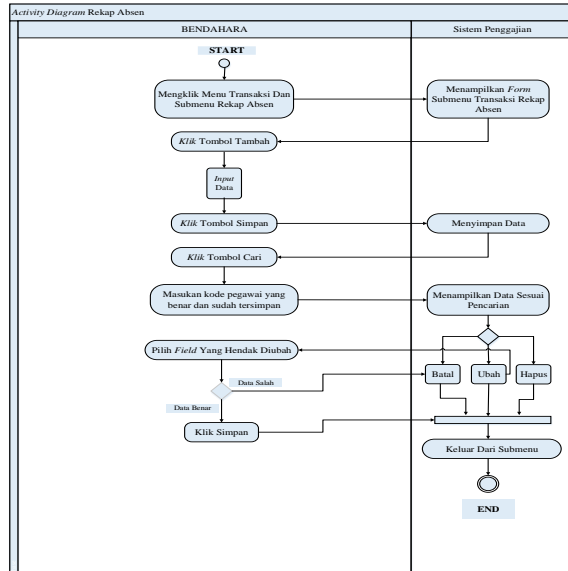 Activity Diagram Rekap Absen
BENDAHARA
Sistem Penggajian
START
Mengklik Menu Transaksi Dan
Submenu Rekap Absen
Menampilkan Form
Submenu Transaksi Rekap
Absen
Klik Tombol Tambah
Input
Data
Klik Tombol Simpan
Menyimpan Data
Klik Tombol Cari
Masukan kode pegawai yang
benar dan sudah tersimpan
Menampilkan Data Sesuai
Pencarian
Pilih Field Yang Hendak Diubah
Batal
Ubah
Hapus
Data Salah
Data Benar
Klik Simpan
Keluar Dari Submenu
END